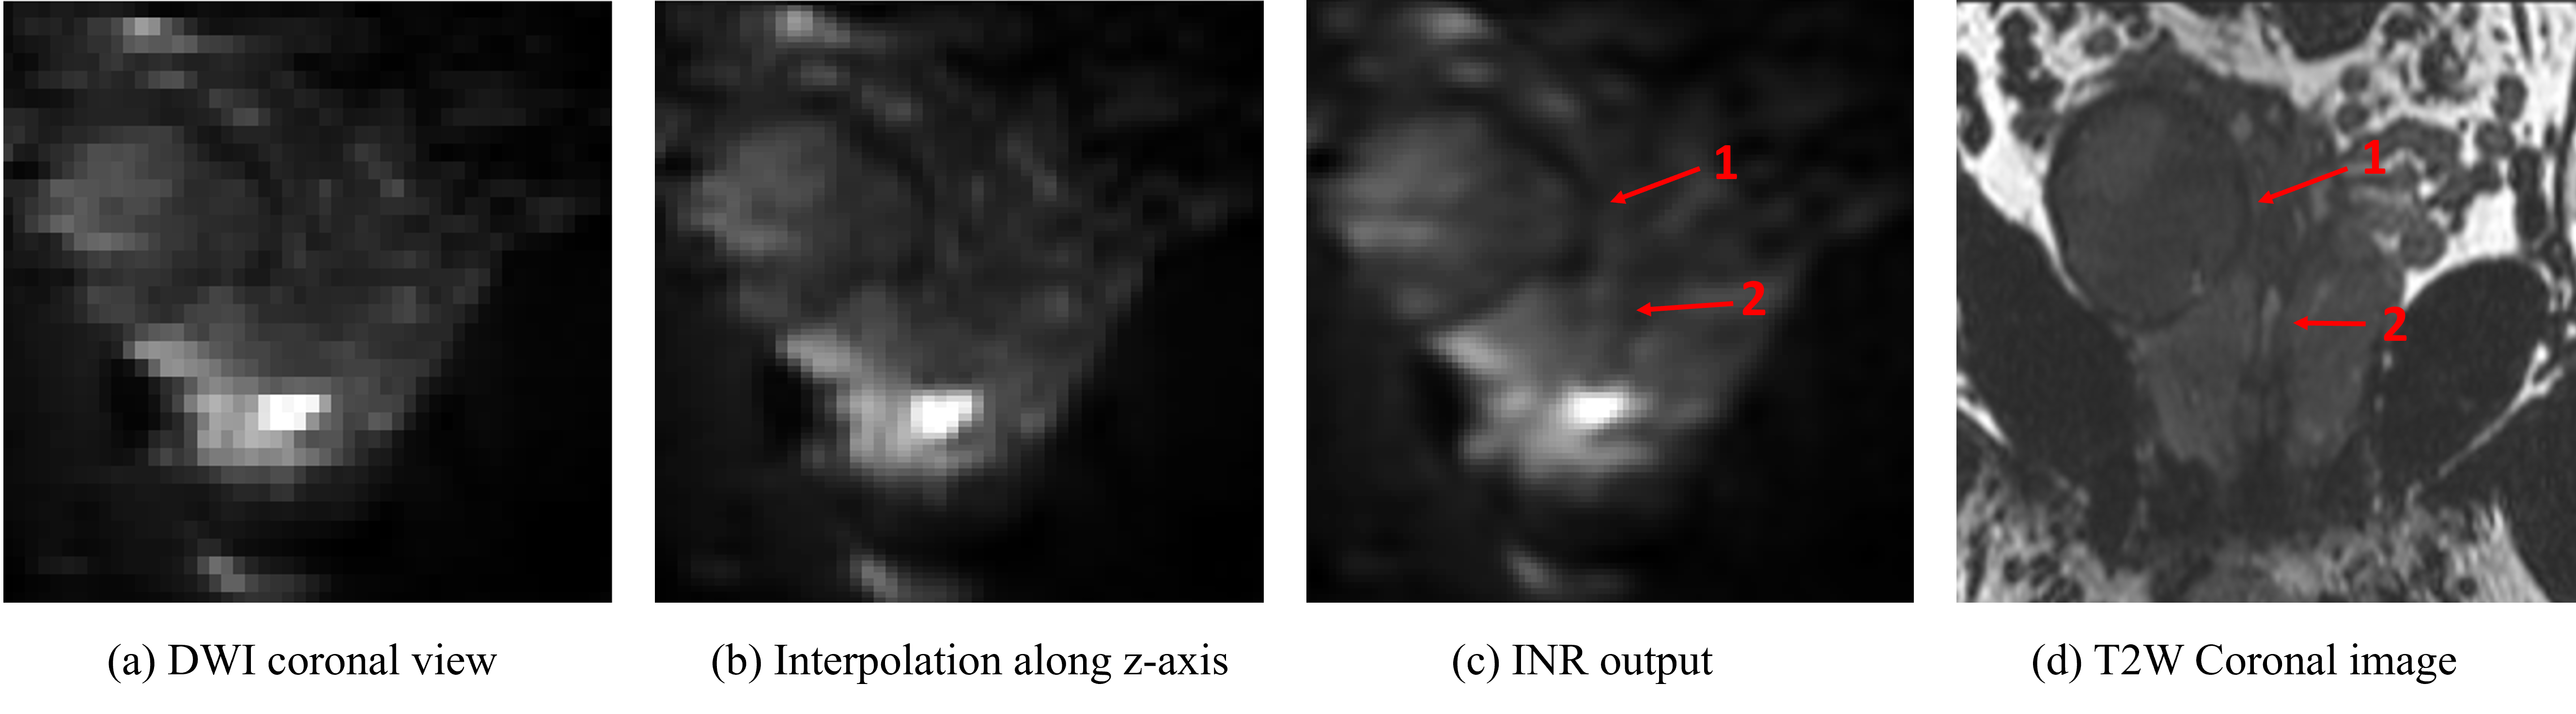 1
1
2
2
(a) DWI coronal view
(b) Interpolation along z-axis
(c) INR output
(d) T2W Coronal image